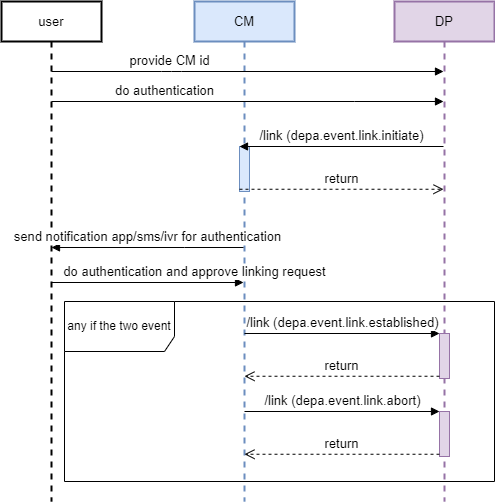 user
CM
DP
provide CM id
do authentication
/link (depa.event.link.initiate)
return
send notification app/sms/ivr for authentication
do authentication and approve linking request
any if the two event
/link (depa.event.link.established)
return
/link (depa.event.link.abort)
return